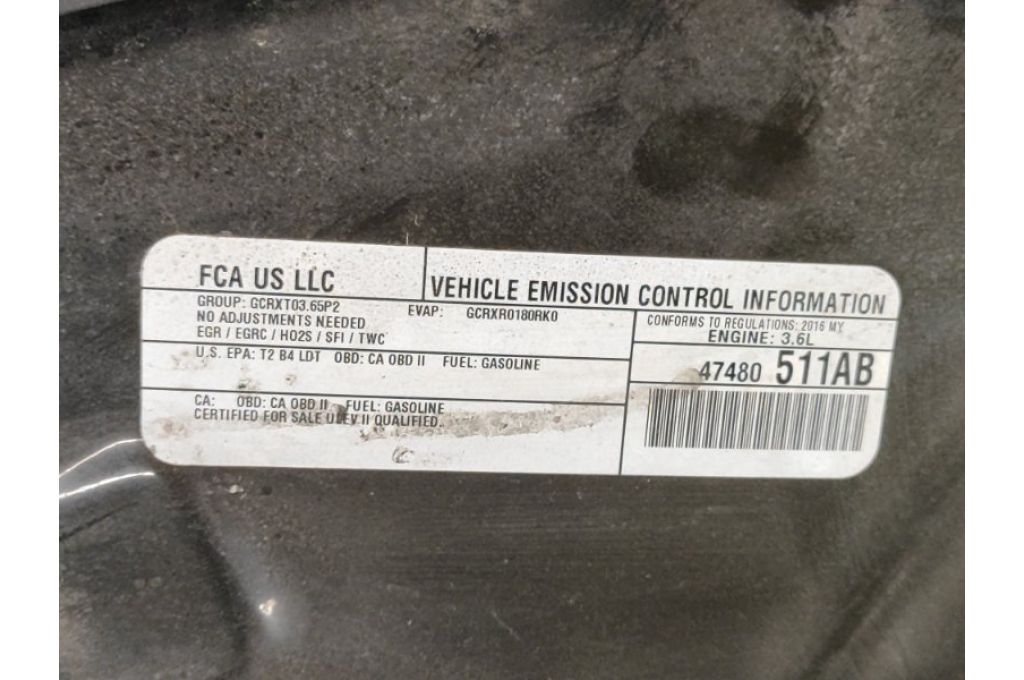 FCA US LLC
VEHICLE EMISSION CONTROL INFORMATION
GROUP: GCRXT03.65P2
EVAP: GCRXR0180RK0
NO ADJUSTMENTS NEEDED
EGR / EGRC / HO2S / SFI / TWC
CONFORMS TO REGULATIONS: 2016 MY
ENGINE: 3.6L
U.S. EPA: T2 B4 LDT OBD: CA OBD II FUEL: GASOLINE
47480 511AB
CA: OBD: CA OBD II FUEL: GASOLINE
CERTIFIED FOR SALE ULEV II QUALIFIED.